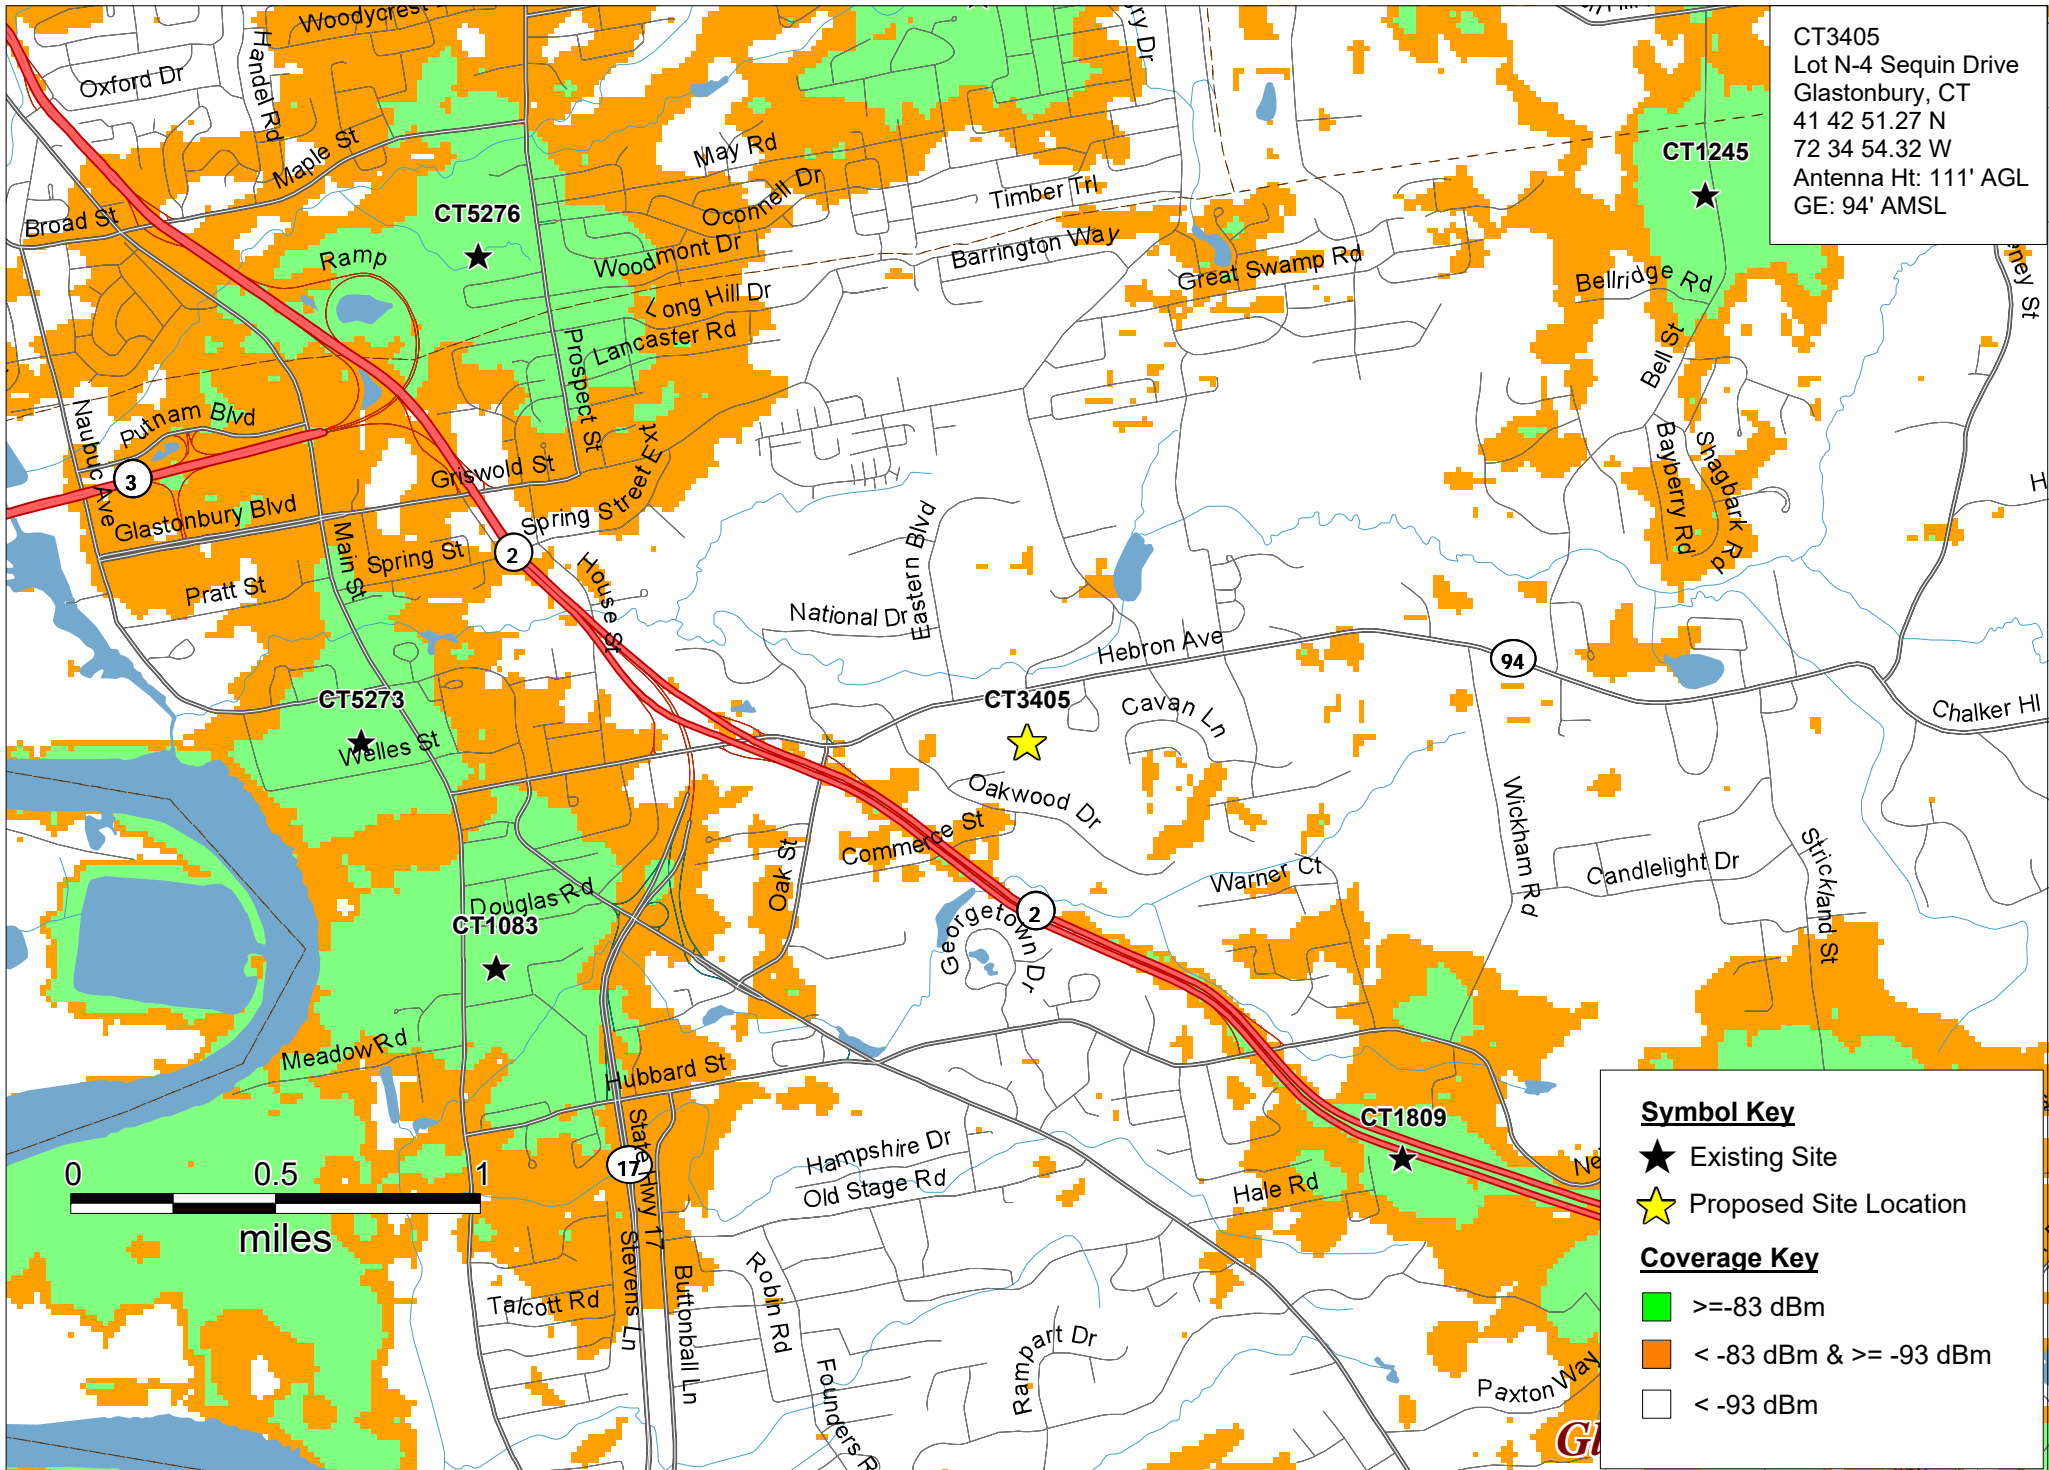 Woodycrest
Oxford Dr
Handel Rd
Maple St
Broad St
Ramp
CT5276
May Rd
Oconnell Dr
Woodmont Dr
Long Hill Dr
Lancaster Rd
Prospect St
Timber Trl
Barrington Way
Great Swamp Rd
CT1245
Bellridge Rd
Bell St
CT3405
Lot N-4 Sequin Drive
Glastonbury, CT
41 42 51.27 N
72 34 54.32 W
Antenna Ht: 111' AGL
GE: 94' AMSL
Naubuc Ave
Putnam Blvd
3
Glastonbury Blvd
Griswold St
Spring Street Ext
Main St
Spring St
2
Pratt St
House St
Bayberry Rd
Shagbark Rd
Eastern Blvd
National Dr
Hebron Ave
94
CT5273
Welles St
CT3405
Cavan Ln
Chalker Hl
Oakwood Dr
Commerce St
Oak St
Wickham Rd
Candlelight Dr
Strickland St
Warner Ct
Douglas Rd
CT1083
Georgetown Dr
2
Meadow Rd
Hubbard St
CT1809
State Hwy 17
17
Hampshire Dr
Old Stage Rd
Hale Rd
0 0.5 1
miles
Stevens Ln
Buttonball Ln
Robin Rd
Talcott Rd
Rampart Dr
Founders R
Paxton Way
Symbol Key
Existing Site
Proposed Site Location
Coverage Key
>=-83 dBm
< -83 dBm & >= -93 dBm
< -93 dBm